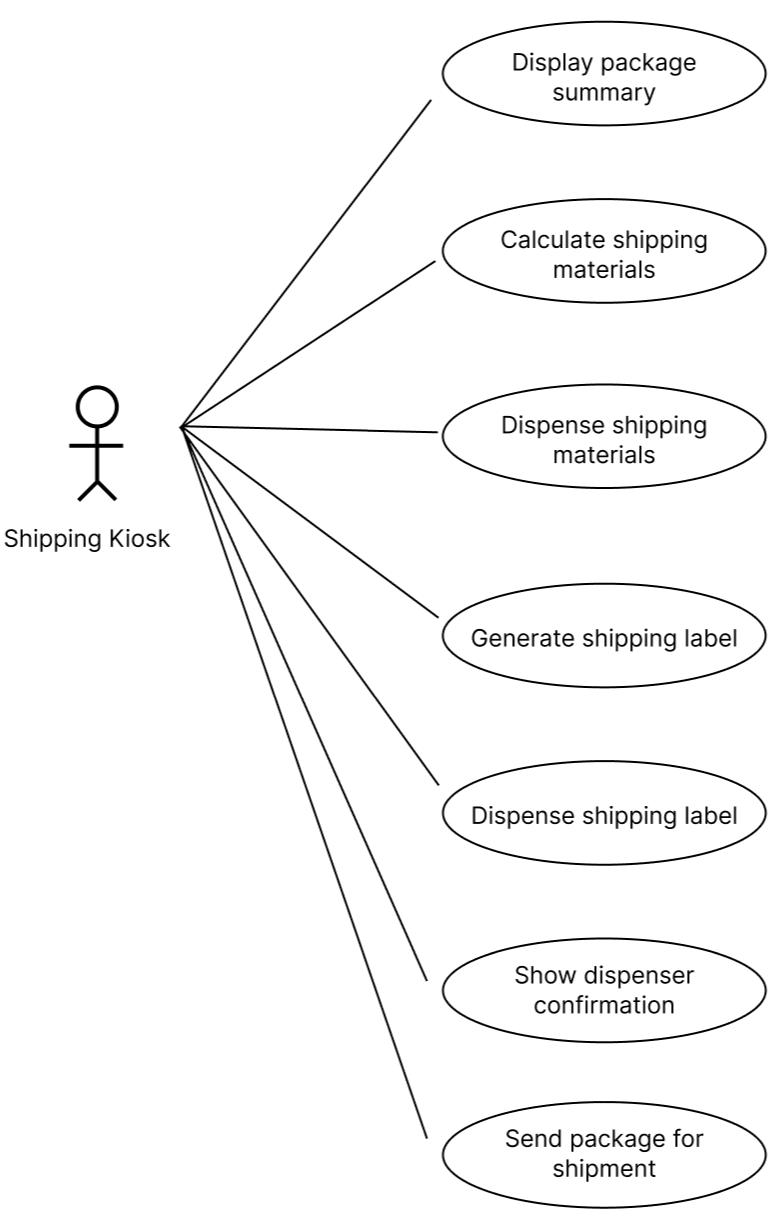 Display package
summary
Calculate shipping
materials
Dispense shipping
materials
Shipping Kiosk
Generate shipping label
Dispense shipping label
Show dispenser
confirmation
Send package for
shipment